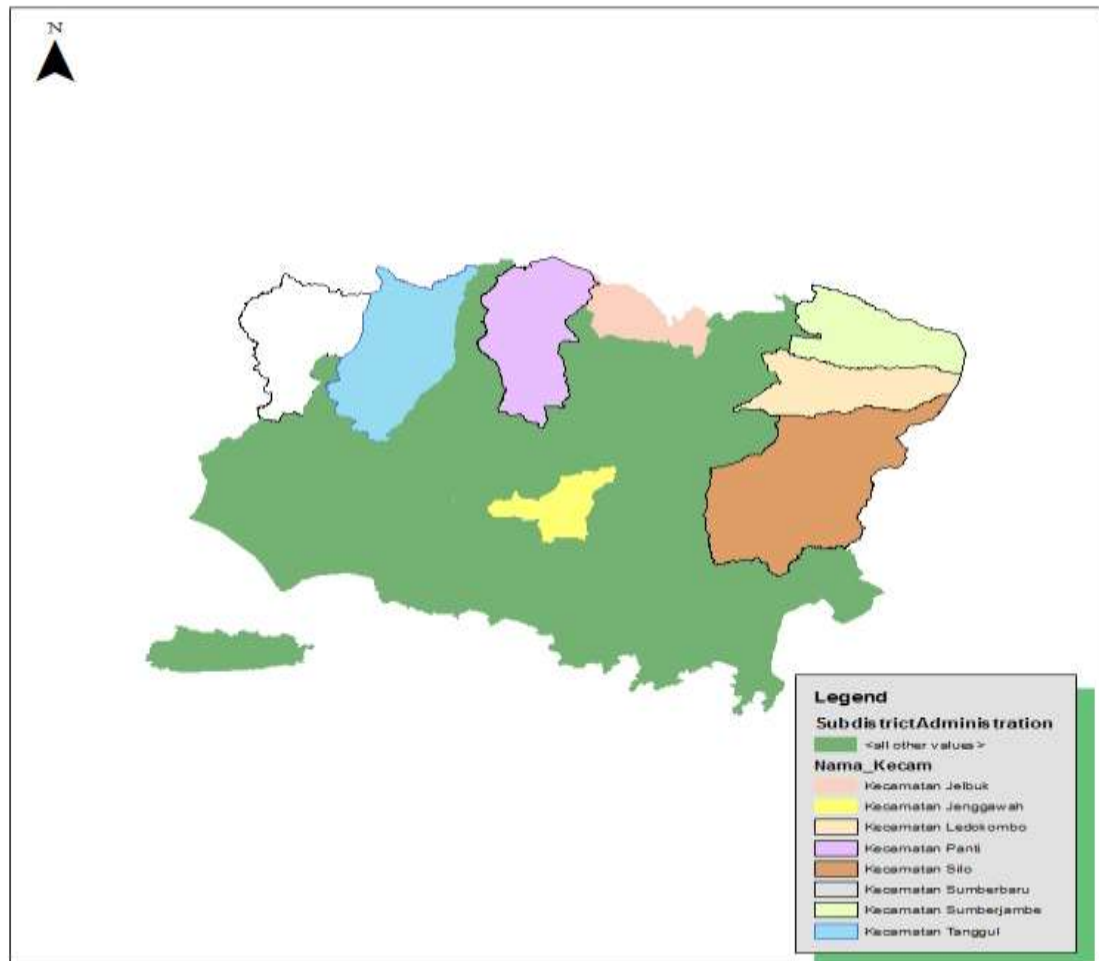 N
Legend
SubdistrictAdministration
<all other values>
Nama_Kecam
Kecamatan Jelbuk
Kecamatan Jenggawah
Kecamatan Ledokombo
Kecamatan Panti
Kecamatan Silo
Kecamatan Sumberbaru
Kecamatan Sumberjambe
Kecamatan Tanggul